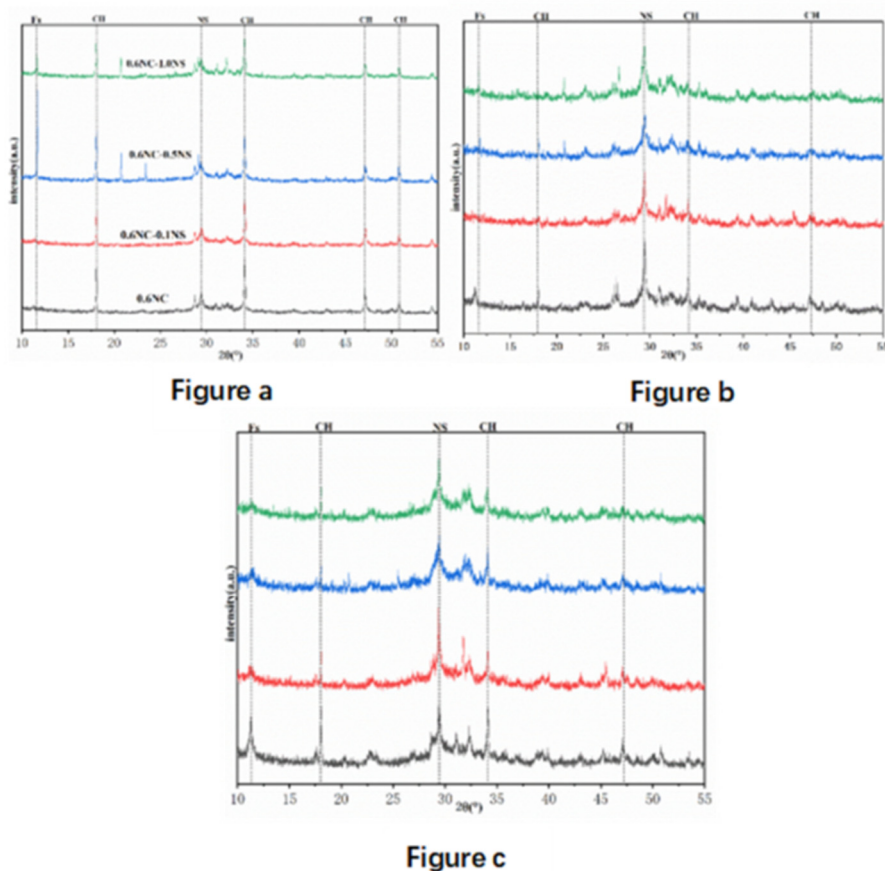 Fs CH NS CH CH CH
0.6NC-1.0NS
0.6NC-0.5NS
0.6NC-0.1NS
0.6NC
intensity(a.u.)
10 15 20 25 30 35 40 45 50 55
2θ(°)
Figure a
Fs CH NS CH CH
intensity(a.u.)
10 15 20 25 30 35 40 45 50 55
2θ(°)
Figure b
Fs CH NS CH CH
intensity(a.u.)
10 15 20 25 30 35 40 45 50 55
2θ(°)
Figure c